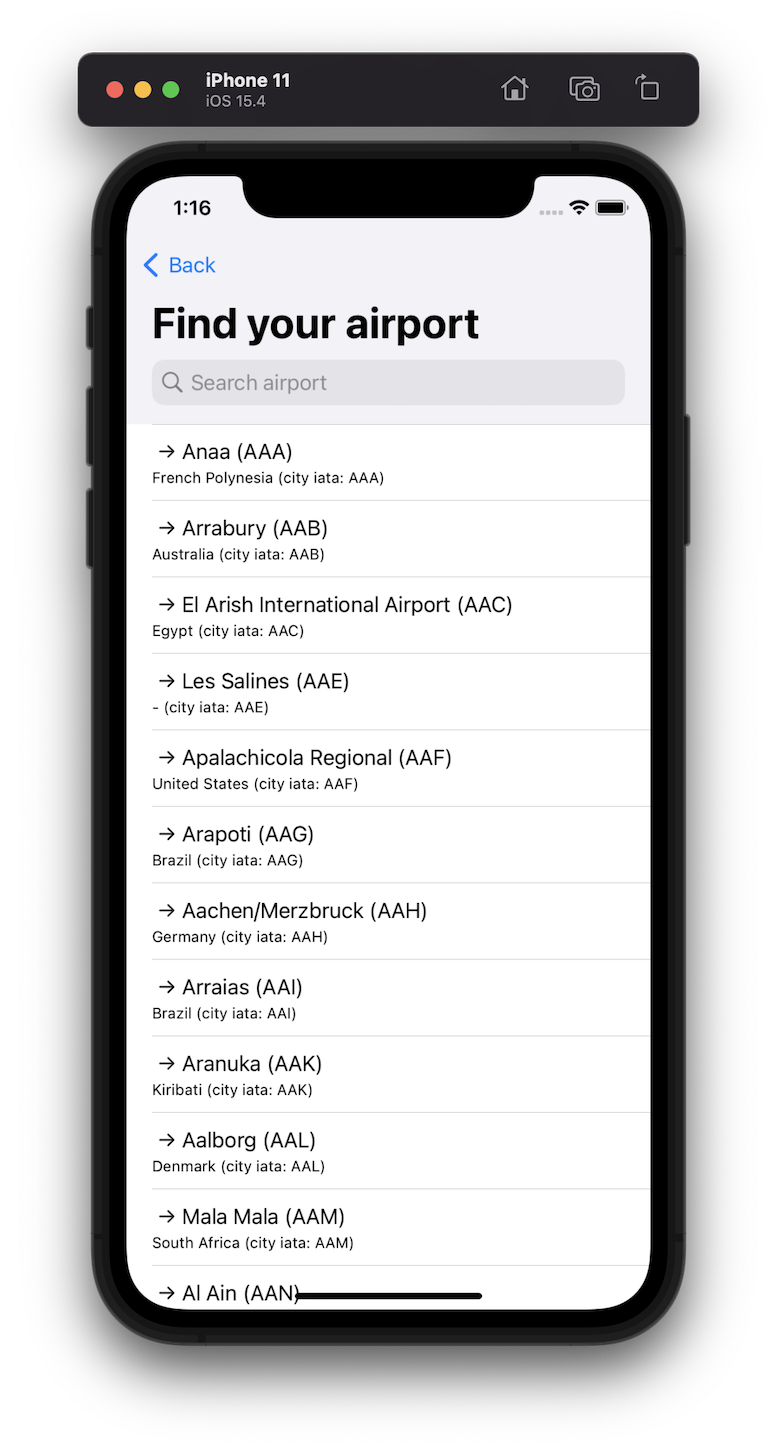 iPhone 11
iOS 15.4
1:16
Back
Find your airport
Search airport
→ Anaa (AAA)
French Polynesia (city iata: AAA)
→ Arrabury (AAB)
Australia (city iata: AAB)
→ El Arish International Airport (AAC)
Egypt (city iata: AAC)
→ Les Salines (AAE)
- (city iata: AAE)
→ Apalachicola Regional (AAF)
United States (city iata: AAF)
→ Arapoti (AAG)
Brazil (city iata: AAG)
→ Aachen/Merzbruck (AAH)
Germany (city iata: AAH)
→ Arraias (AAI)
Brazil (city iata: AAI)
→ Aranuka (AAK)
Kiribati (city iata: AAK)
→ Aalborg (AAL)
Denmark (city iata: AAL)
→ Mala Mala (AAM)
South Africa (city iata: AAM)
→ Al Ain (AAN)